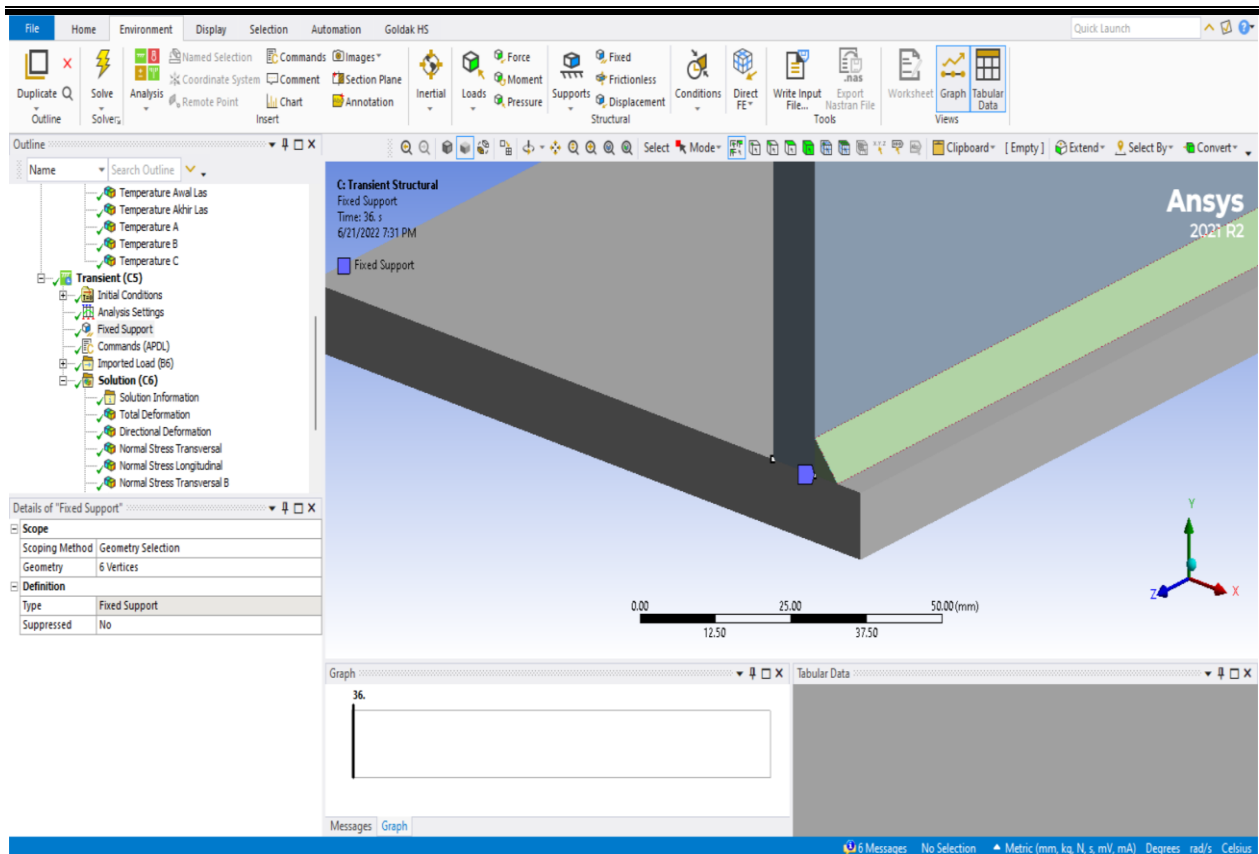 File Home Environment Display Selection Automation Goldak HS Quick Launch
Duplicate Q Solve Analysis Named Selection Coordinate System Remote Point Commands Comment Chart Images Section Plane Annotation Inertial Loads Force Moment Pressure Supports Fixed Frictionless Displacement Conditions Direct FE Write Input File... Export Nastran File .nas Worksheet Graph Tabular Data
Outline Solver Insert Structural Tools Views
Outline
Name Search Outline
Select Mode Clipboard [ Empty ] Extend Select By Convert
Temperature Awal Las
Temperature Akhir Las
Temperature A
Temperature B
Temperature C
Transient (C5)
Initial Conditions
Analysis Settings
Fixed Support
Commands (APDL)
Imported Load (B6)
Solution (C6)
Solution Information
Total Deformation
Directional Deformation
Normal Stress Transversal
Normal Stress Longitudinal
Normal Stress Transversal B
Details of "Fixed Support"
Scope
Scoping Method Geometry Selection
Geometry 6 Vertices
Definition
Type Fixed Support
Suppressed No
C: Transient Structural
Fixed Support
Time: 36. s
6/21/2022 7:31 PM
Fixed Support
Ansys
2021 R2
Y
Z X
0.00 25.00 50.00 (mm)
12.50 37.50
Graph
36.
Tabular Data
Messages Graph
6 Messages No Selection Metric (mm, kg, N, s, mV, mA) Degrees rad/s Celsius